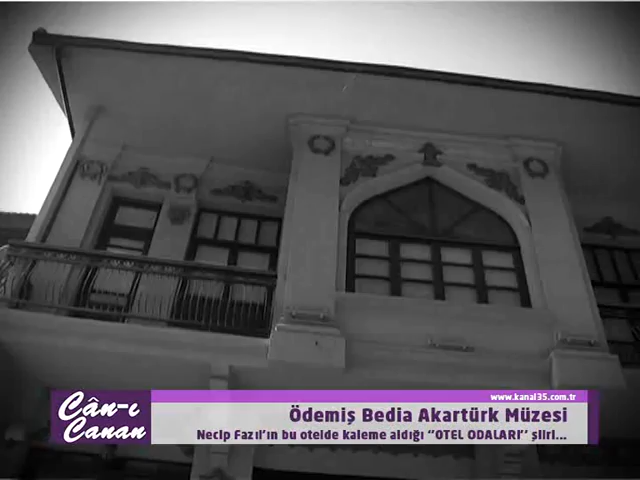 www.kanal35.com.tr
Cân-ı
Canan
Ödemiş Bedia Akartürk Müzesi
Necip Fazıl'ın bu otelde kaleme aldığı "OTEL ODALARI" şiiri...